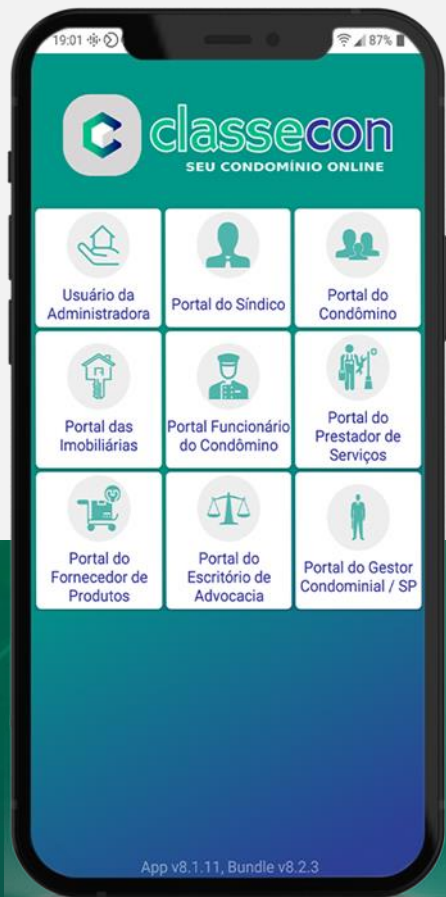 19:01
87%
classecon
SEU CONDOMÍNIO ONLINE
Usuário da
Administradora
Portal do Síndico
Portal do
Condômino
Portal das
Imobiliárias
Portal Funcionário
do Condômino
Portal do
Prestador de
Serviços
Portal do
Fornecedor de
Produtos
Portal do
Escritório de
Advocacia
Portal do Gestor
Condominial / SP
App v8.1.11, Bundle v8.2.3